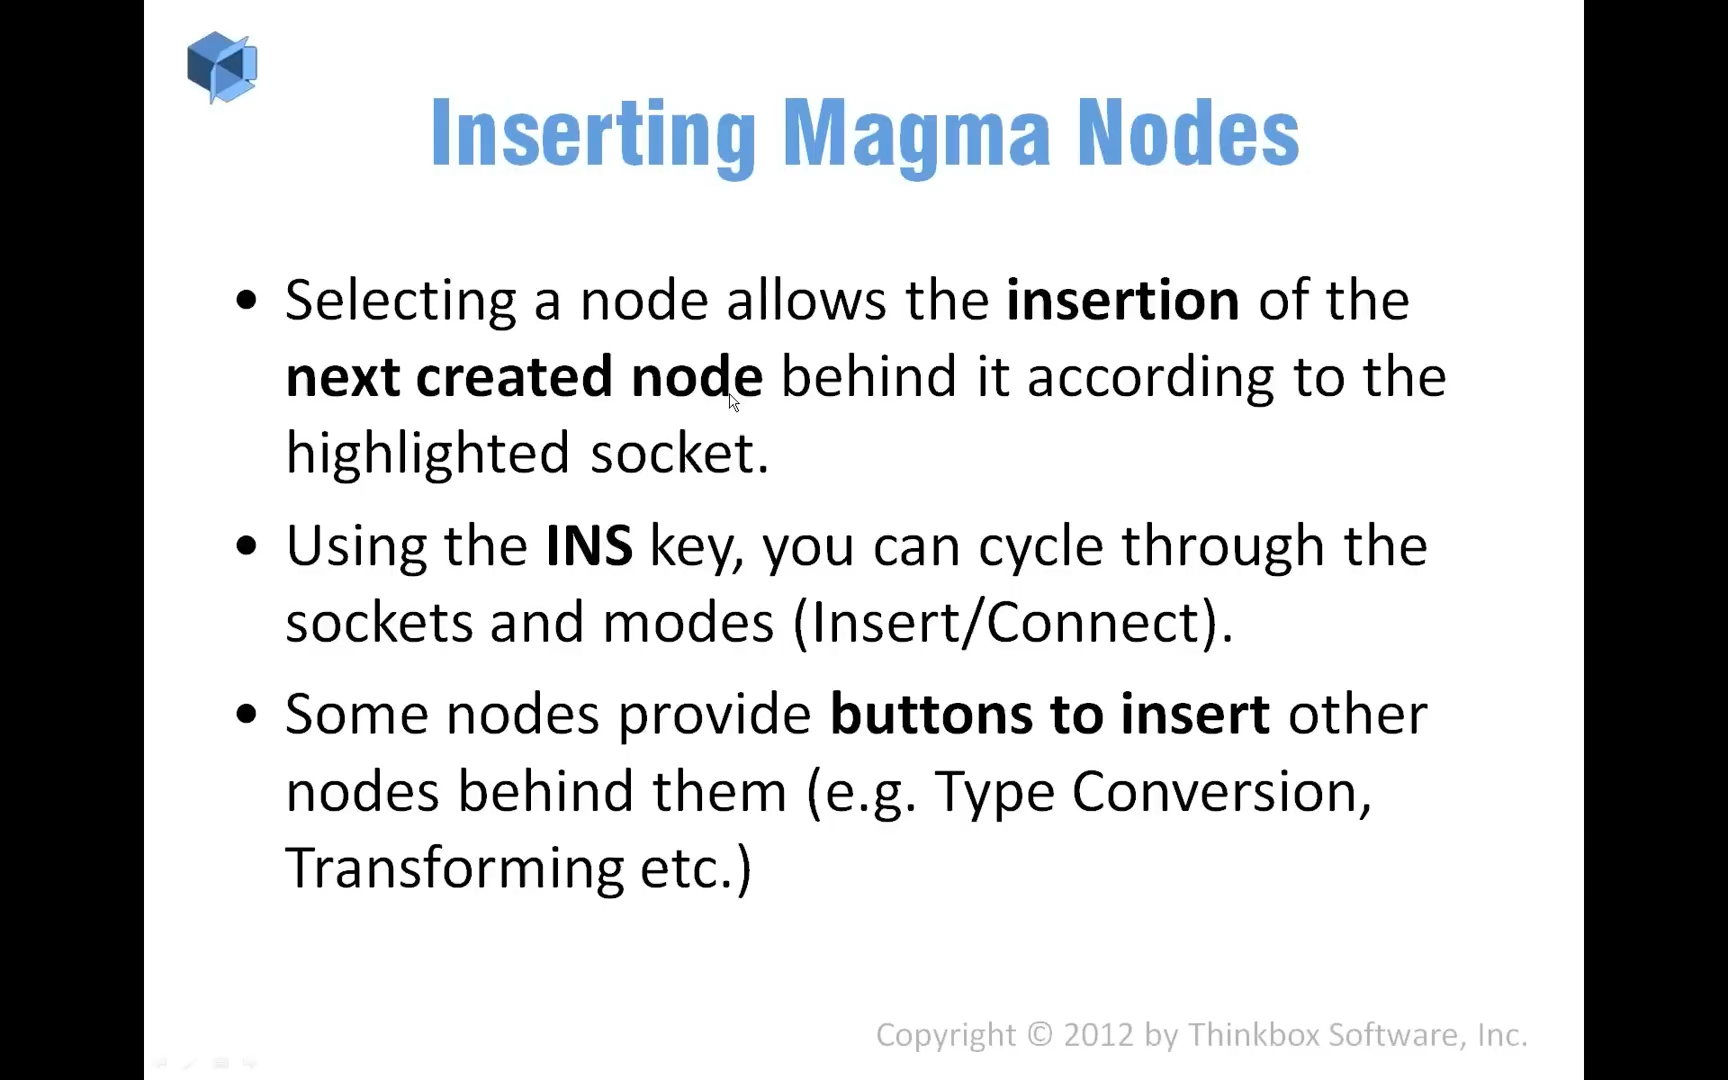 Inserting Magma Nodes
• Selecting a node allows the insertion of the
next created node behind it according to the
highlighted socket.
• Using the INS key, you can cycle through the
sockets and modes (Insert/Connect).
• Some nodes provide buttons to insert other
nodes behind them (e.g. Type Conversion,
Transforming etc.)
Copyright © 2012 by Thinkbox Software, Inc.